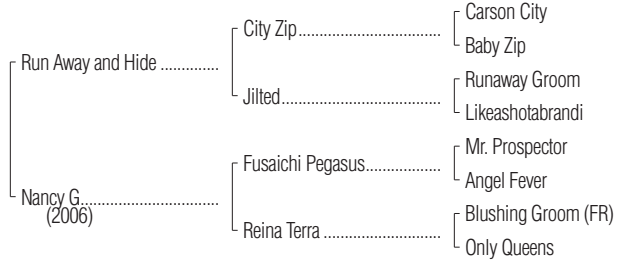 Carson City
City Zip
Baby Zip
Run Away and Hide
Runaway Groom
Jilted
Likeashotabrandi
Mr. Prospector
Fusaichi Pegasus
Angel Fever
Nancy G.
(2006)
Blushing Groom (FR)
Reina Terra
Only Queens